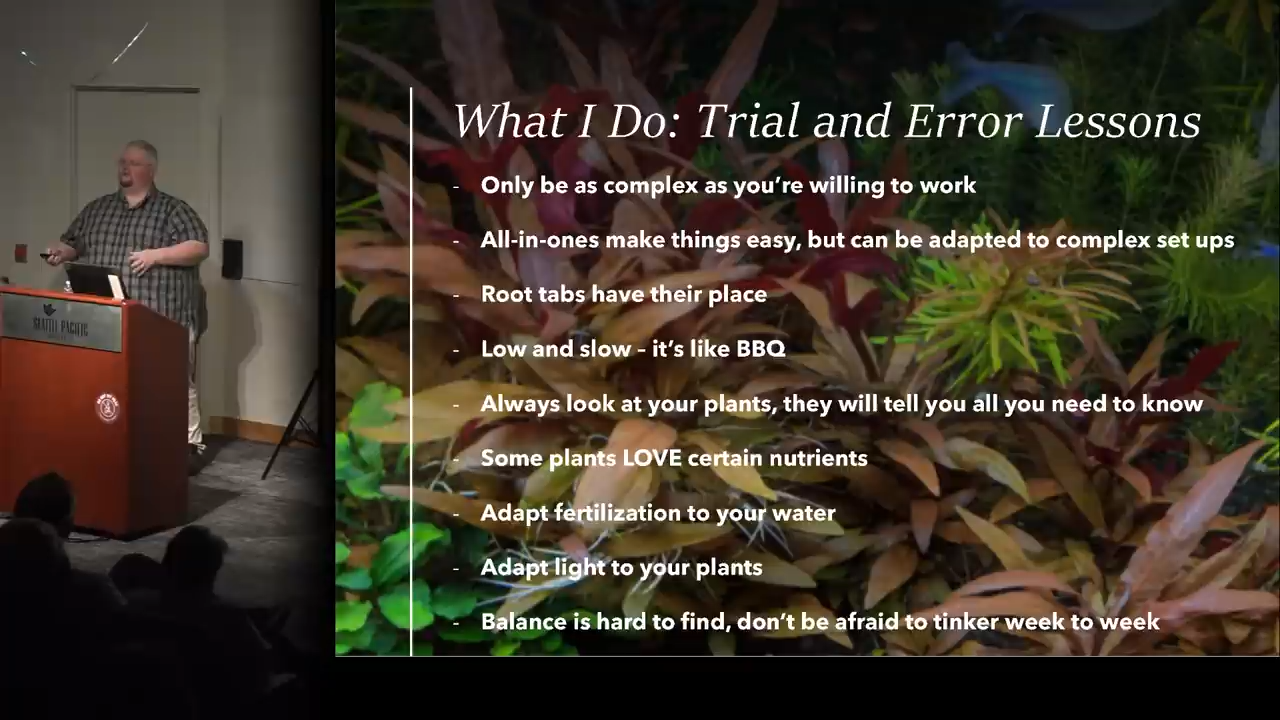 What I Do: Trial and Error Lessons
- Only be as complex as you’re willing to work
- All-in-ones make things easy, but can be adapted to complex set ups
- Root tabs have their place
- Low and slow – it’s like BBQ
- Always look at your plants, they will tell you all you need to know
- Some plants LOVE certain nutrients
- Adapt fertilization to your water
- Adapt light to your plants
- Balance is hard to find, don’t be afraid to tinker week to week
SEATTLE PACIFIC